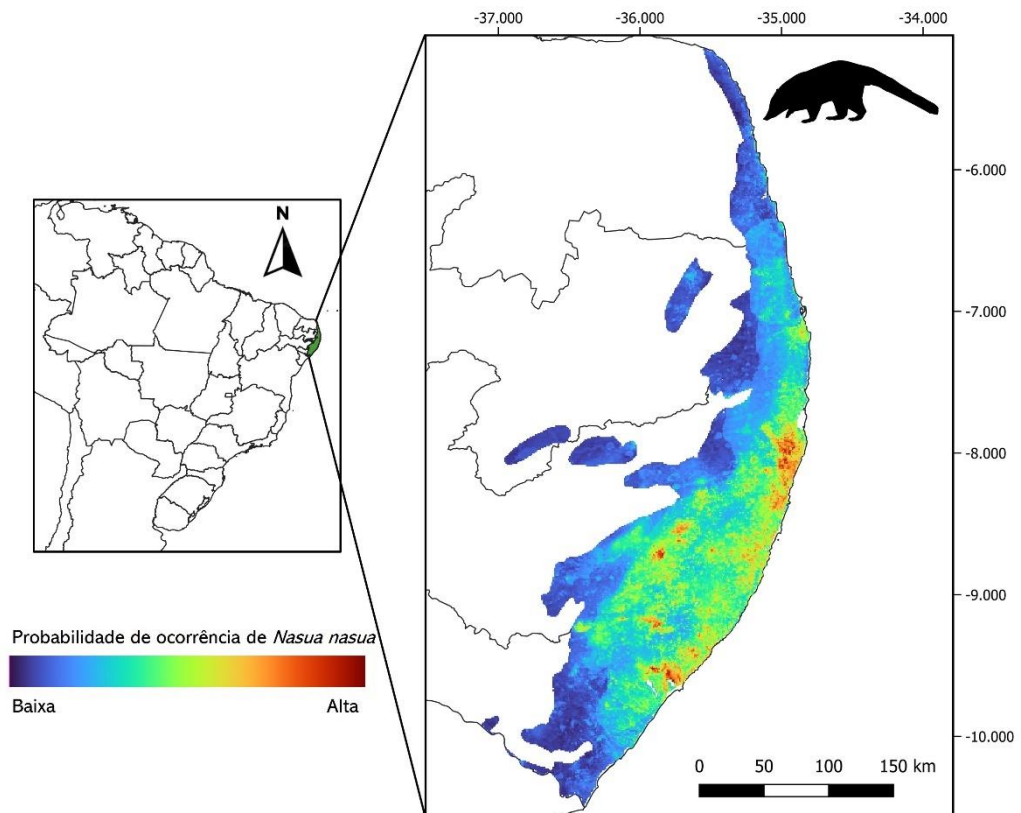 -37.000 -36.000 -35.000 -34.000
-6.000
N
-7.000
-8.000
-9.000
Probabilidade de ocorrência de Nasua nasua
Baixa Alta
-10.000
0 50 100 150 km